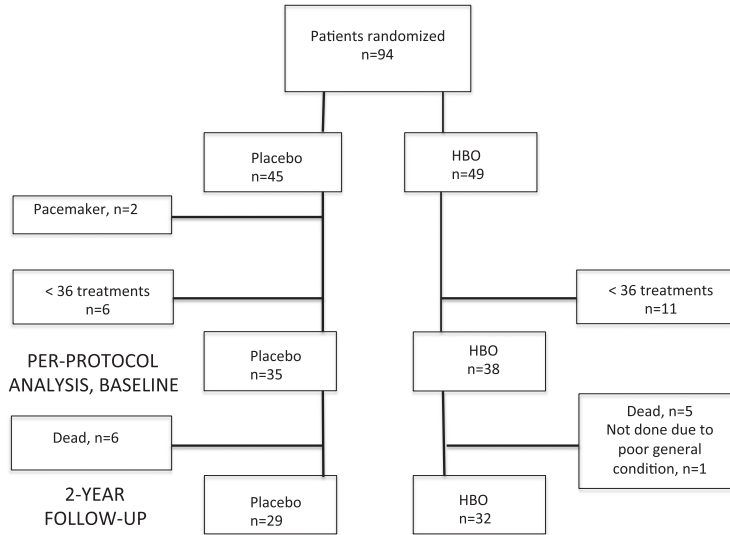 Patients randomized
n=94
Placebo
n=45
HBO
n=49
Pacemaker, n=2
< 36 treatments
n=6
< 36 treatments
n=11
PER-PROTOCOL
ANALYSIS, BASELINE
Placebo
n=35
HBO
n=38
Dead, n=6
Dead, n=5
Not done due to
poor general
condition, n=1
2-YEAR
FOLLOW-UP
Placebo
n=29
HBO
n=32